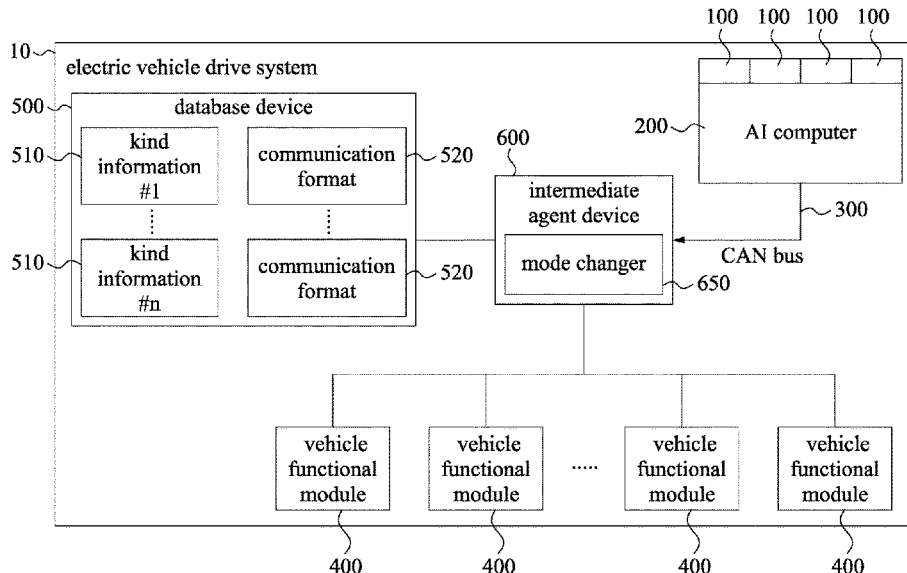 100 100 100 100
10
electric vehicle drive system
500
database device
510
kind
information
#1
communication
format
520
510
kind
information
#n
communication
format
520
600
intermediate
agent device
mode changer
650
200
AI computer
300
CAN bus
vehicle
functional
module
400
vehicle
functional
module
400
vehicle
functional
module
400
vehicle
functional
module
400